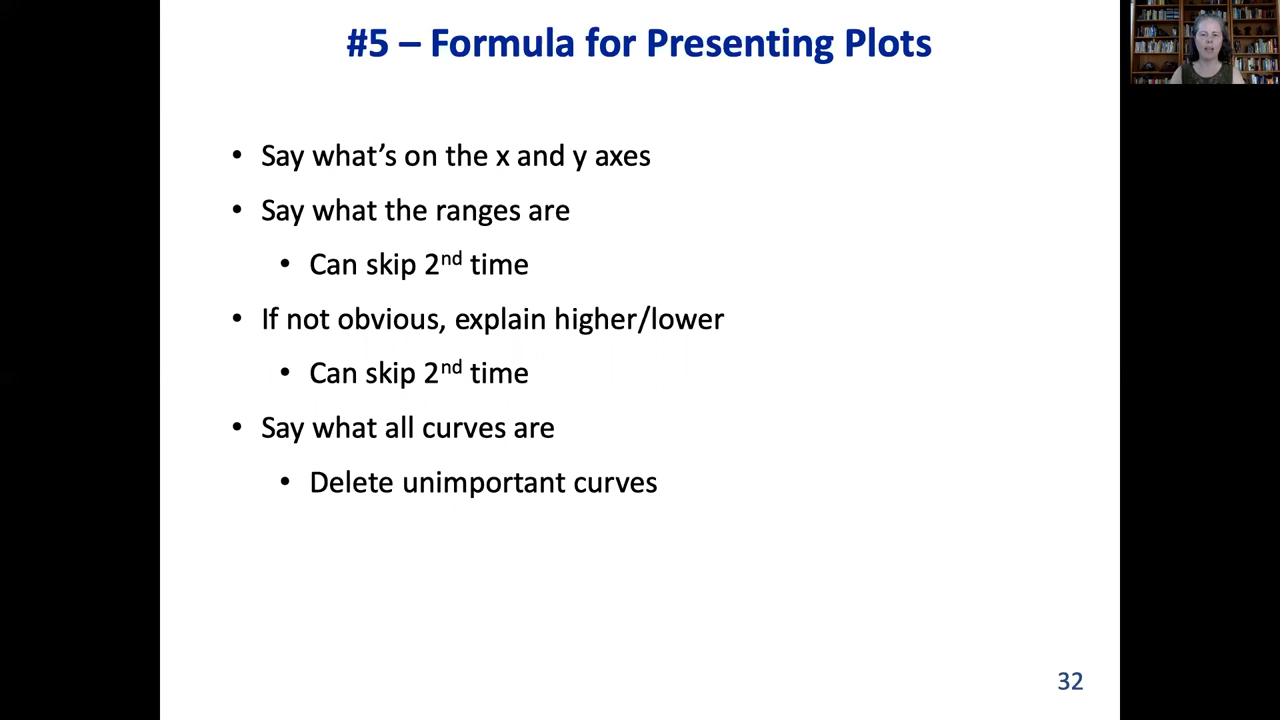 #5 – Formula for Presenting Plots
• Say what’s on the x and y axes
• Say what the ranges are
• Can skip 2nd time
• If not obvious, explain higher/lower
• Can skip 2nd time
• Say what all curves are
• Delete unimportant curves
32